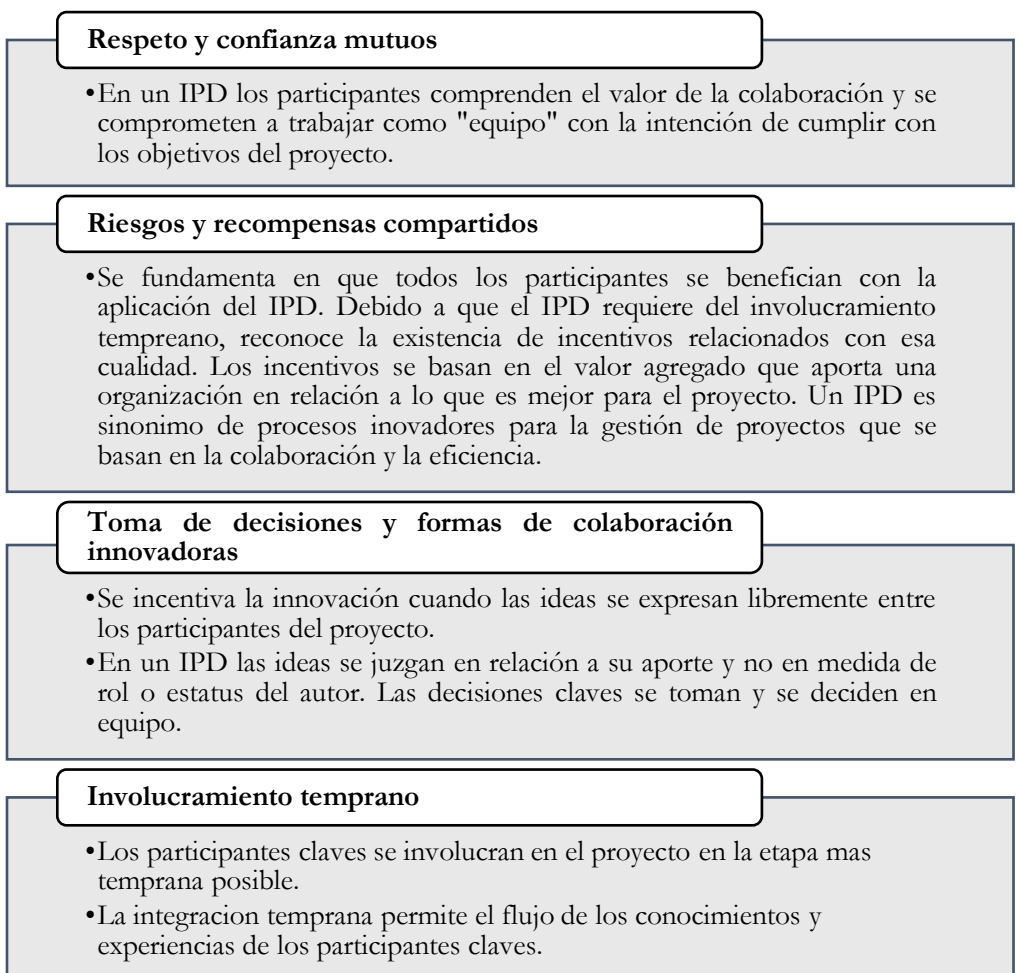 Respeto y confianza mutuos
•En un IPD los participantes comprenden el valor de la colaboración y se
comprometen a trabajar como "equipo" con la intención de cumplir con
los objetivos del proyecto.
Riesgos y recompensas compartidos
•Se fundamenta en que todos los participantes se benefician con la
aplicación del IPD. Debido a que el IPD requiere del involucramiento
tempreano, reconoce la existencia de incentivos relacionados con esa
cualidad. Los incentivos se basan en el valor agregado que aporta una
organización en relación a lo que es mejor para el proyecto. Un IPD es
sinonimo de procesos inovadores para la gestión de proyectos que se
basan en la colaboración y la eficiencia.
Toma de decisiones y formas de colaboración
innovadoras
•Se incentiva la innovación cuando las ideas se expresan libremente entre
los participantes del proyecto.
•En un IPD las ideas se juzgan en relación a su aporte y no en medida de
rol o estatus del autor. Las decisiones claves se toman y se deciden en
equipo.
Involucramiento temprano
•Los participantes claves se involucran en el proyecto en la etapa mas
temprana posible.
•La integracion temprana permite el flujo de los conocimientos y
experiencias de los participantes claves.